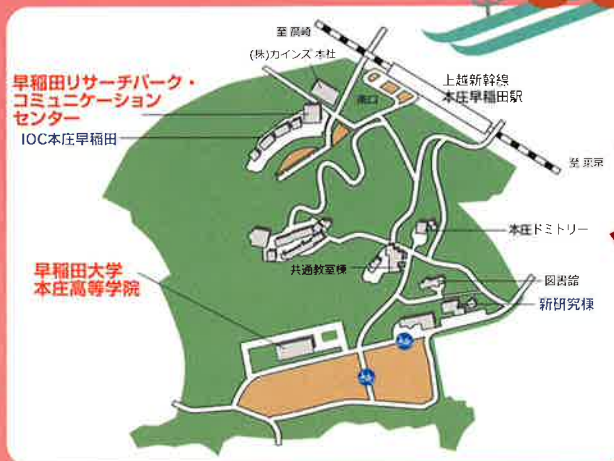 至 高崎
(株)カインズ 本社
早稲田リサーチパーク・
コミュニケーション
センター
IOC本庄早稲田
南口
上越新幹線
本庄早稲田駅
至 東京
本庄ドミトリー
共通教室棟
図書館
新研究棟
早稲田大学
本庄高等学院